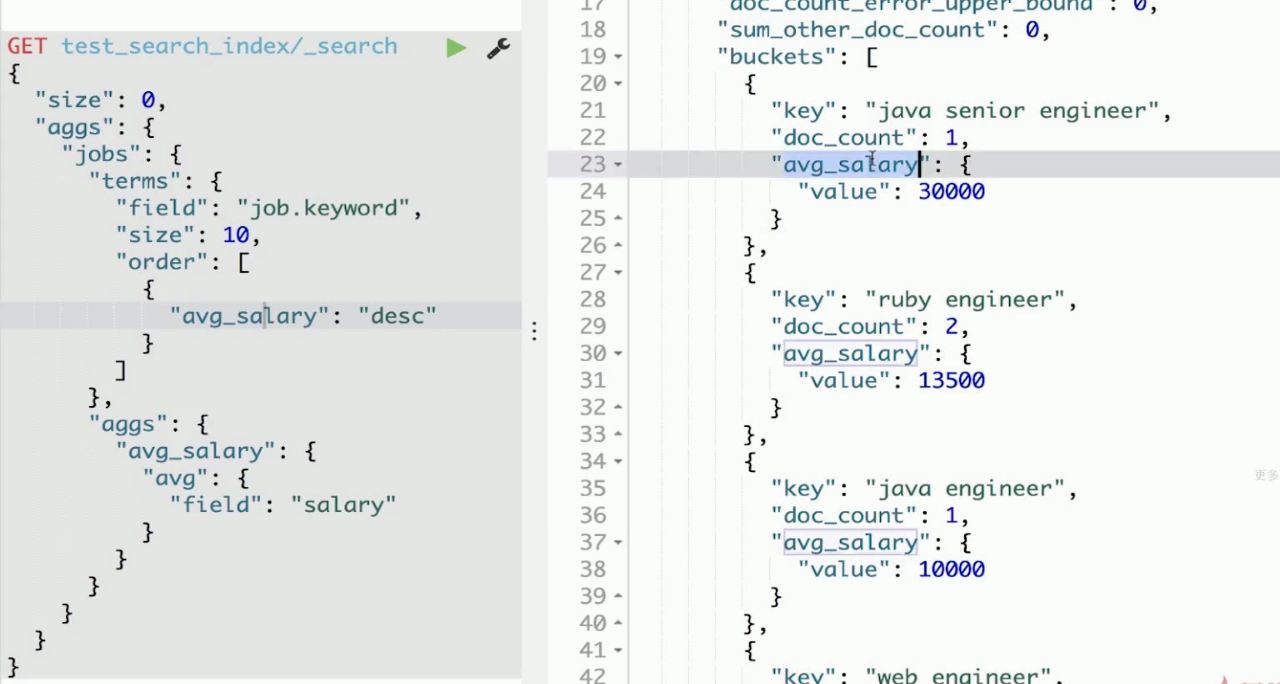 GET test_search_index/_search
{
"size": 0,
"aggs": {
"jobs": {
"terms": {
"field": "job.keyword",
"size": 10,
"order": [
{
"avg_salary": "desc"
}
]
},
"aggs": {
"avg_salary": {
"avg": {
"field": "salary"
}
}
}
}
}
}
17 "doc_count_error_upper_bound": 0,
18 "sum_other_doc_count": 0,
19 "buckets": [
20 {
21 "key": "java senior engineer",
22 "doc_count": 1,
23 "avg_salary": {
24 "value": 30000
25 }
26 },
27 {
28 "key": "ruby engineer",
29 "doc_count": 2,
30 "avg_salary": {
31 "value": 13500
32 }
33 },
34 {
35 "key": "java engineer",
36 "doc_count": 1,
37 "avg_salary": {
38 "value": 10000
39 }
40 },
41 {
42 "key": "web engineer",
更多